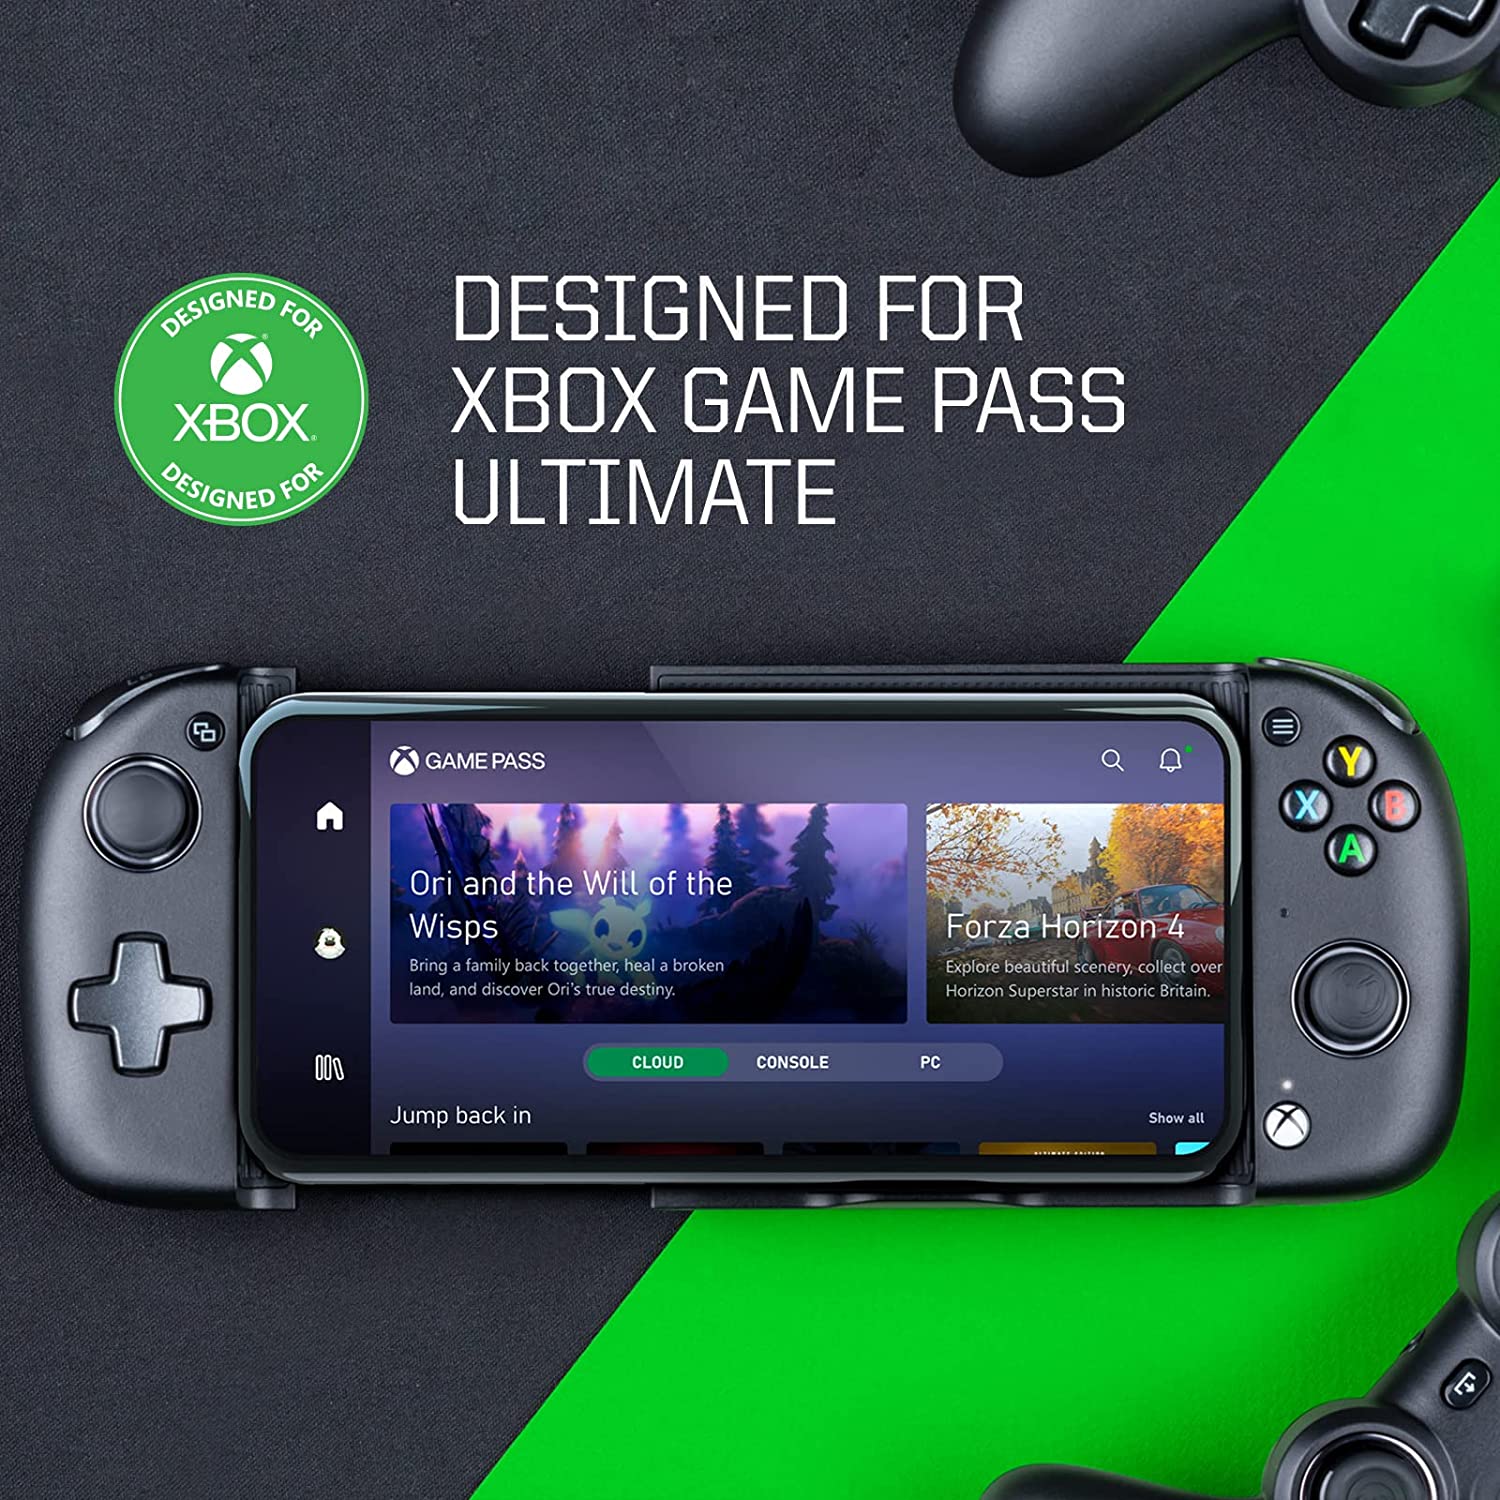 DESIGNED FOR
XBOX
DESIGNED FOR
DESIGNED FOR
XBOX GAME PASS
ULTIMATE
GAME PASS
Ori and the Will of the
Wisps
Bring a family back together, heal a broken
land, and discover Ori's true destiny.
Forza Horizon 4
Explore beautiful scenery, collect over
Horizon Superstar in historic Britain.
CLOUD
CONSOLE
PC
Jump back in
Show all
ULTIMATE EDITION
Y
X
B
A